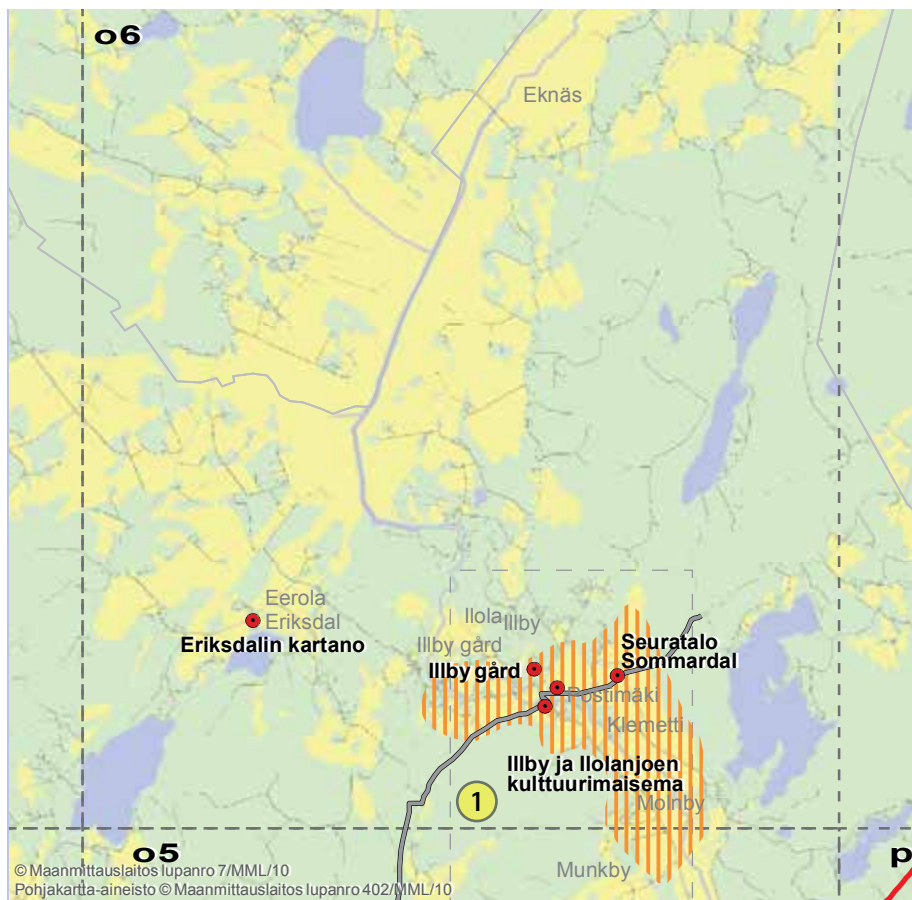 o6
Eknäs
Eerola
Eriksdal
Eriksdalin kartano
Ilola
Illby
Illby gård
Illby gård
Seuratalo
Sommardal
Postimäki
Klemetti
Illby ja Ilolanjoen
kulttuurimaisema
Molnby
1
o5
p
Munkby
© Maanmittauslaitos lupanro 7/MML/10
Pohjakartta-aineisto © Maanmittauslaitos lupanro 402/MML/10